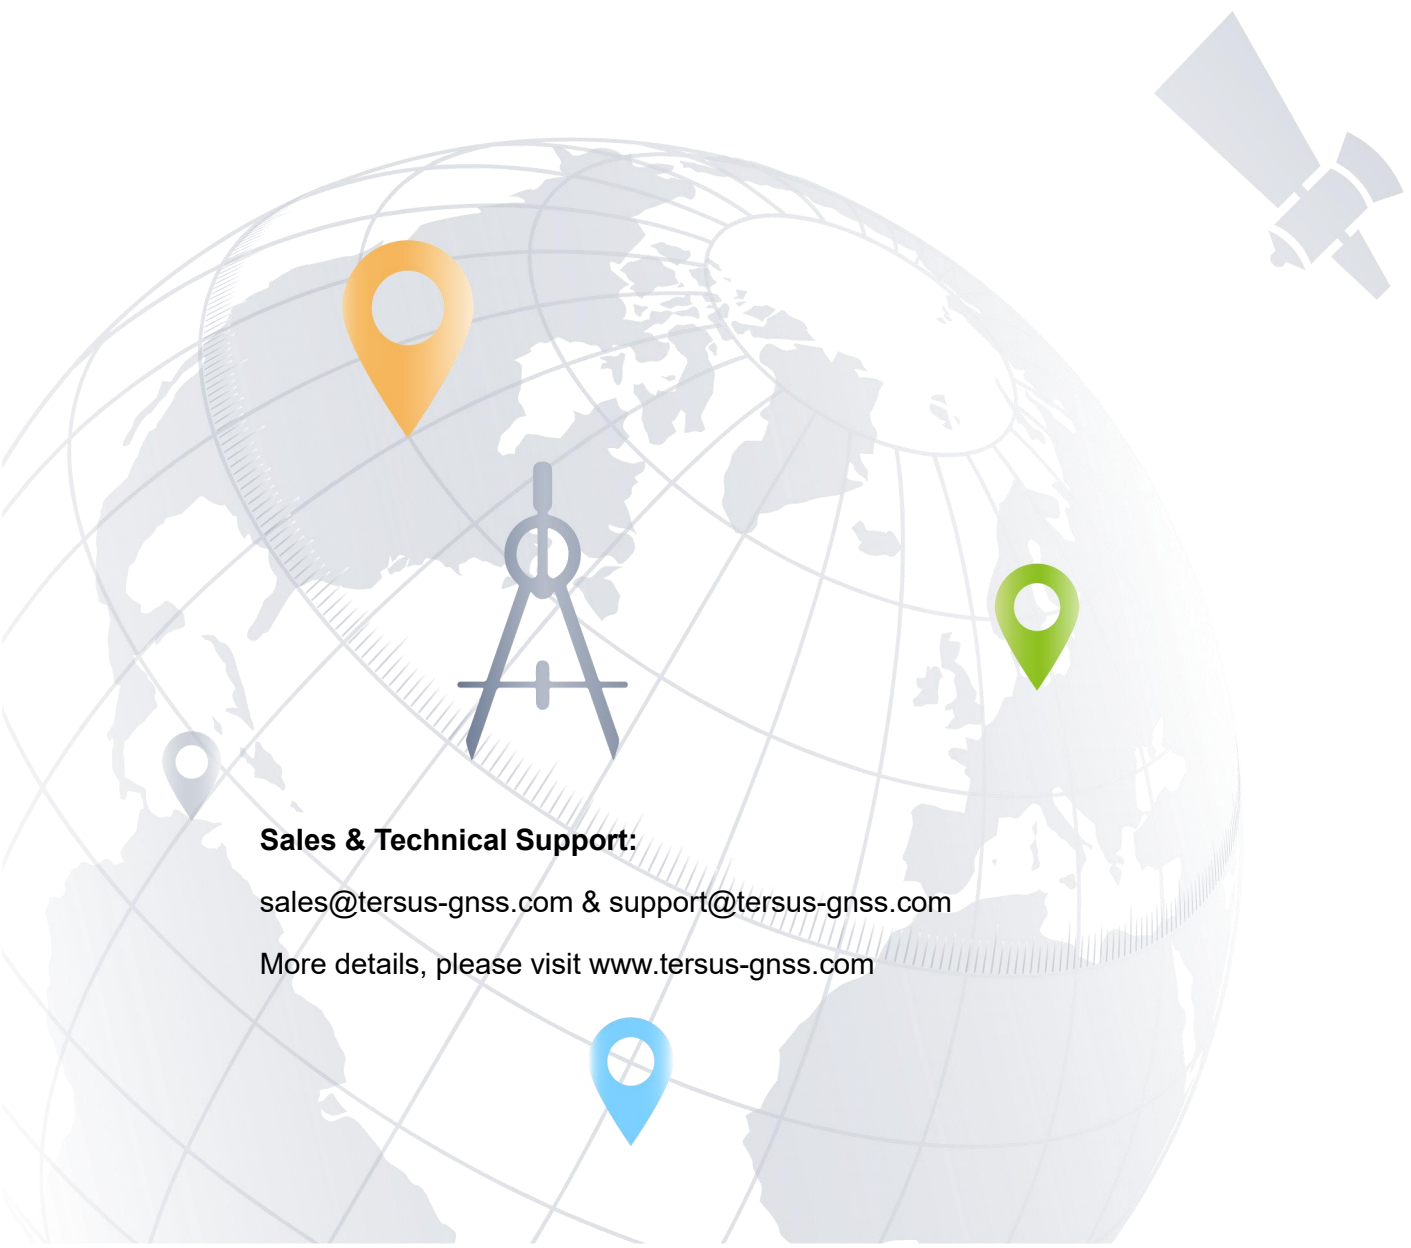 Sales & Technical Support:
sales@tersus-gnss.com & support@tersus-gnss.com
More details, please visit www.tersus-gnss.com